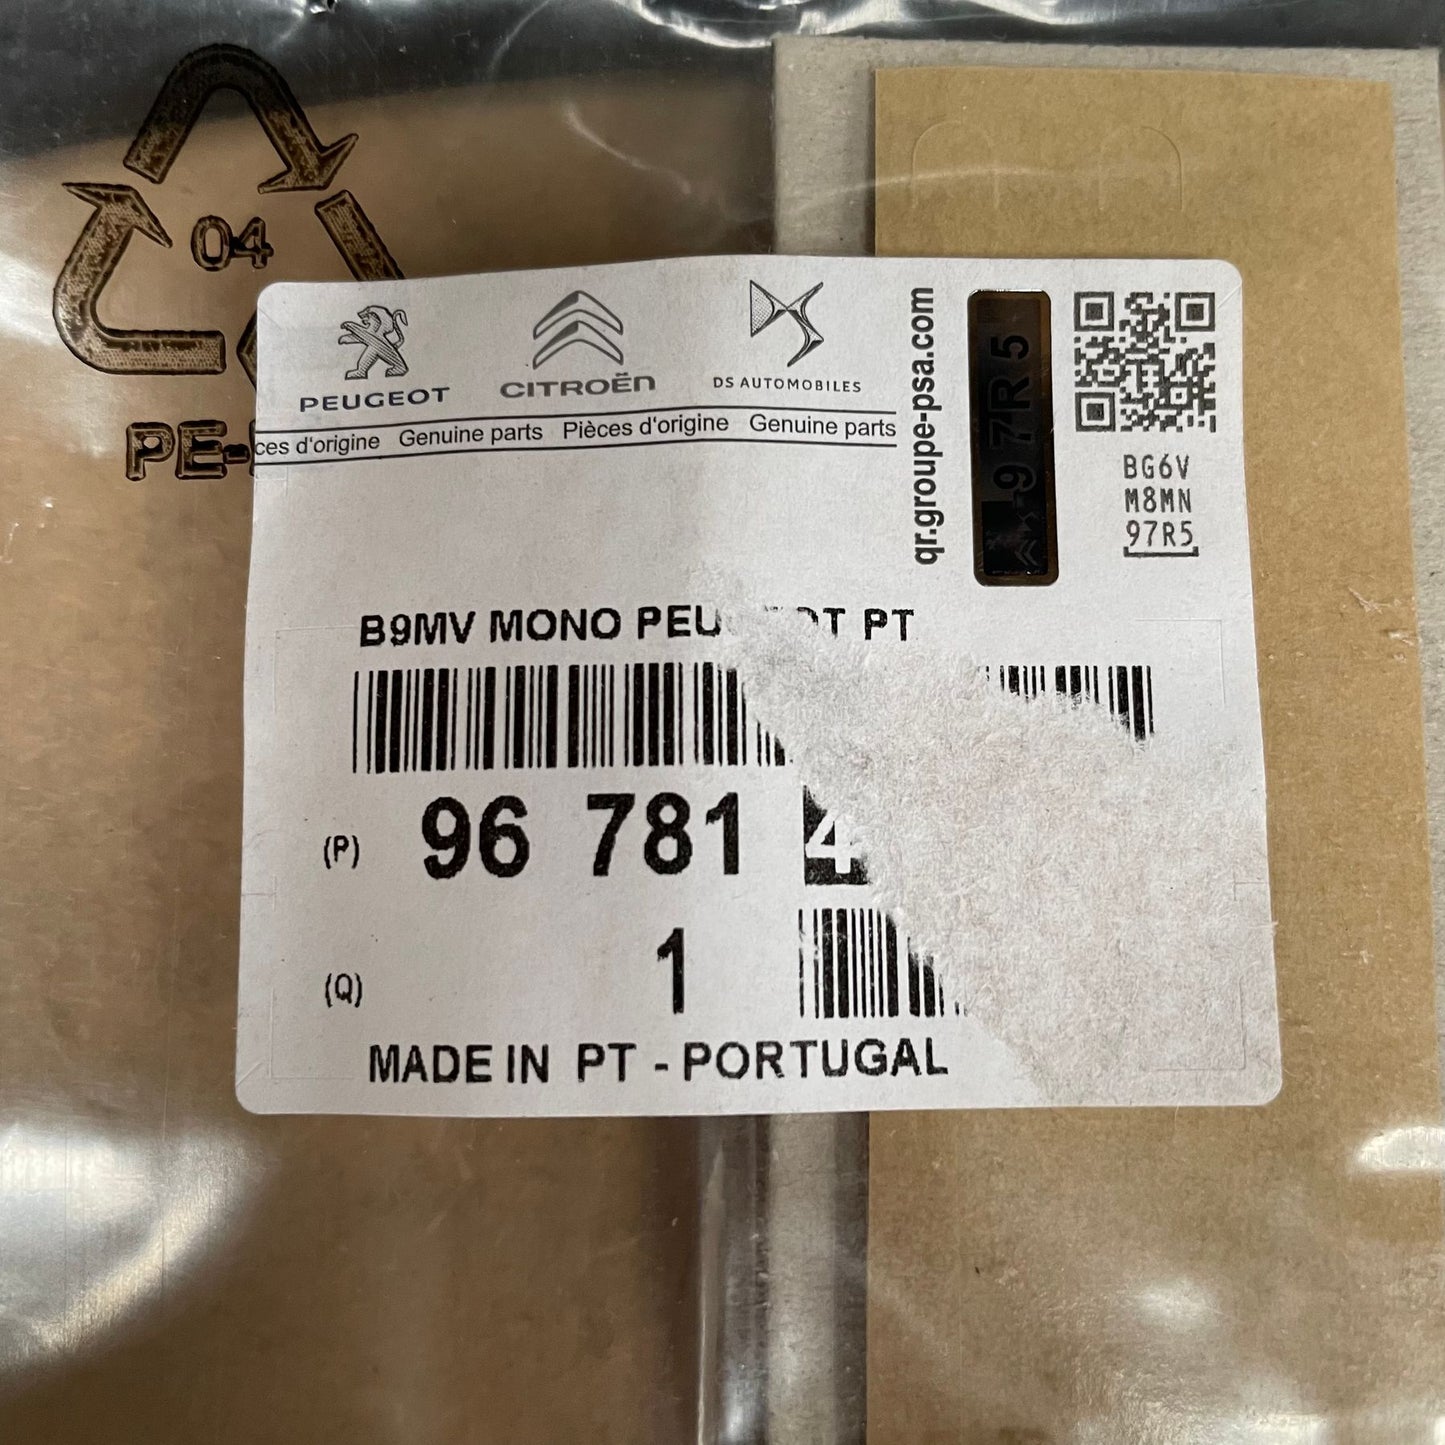 04
PE-
PEUGEOT CITROËN DS AUTOMOBILES
ces d'origine Genuine parts Pièces d'origine Genuine parts
qr.groupe-psa.com
97R5
BG6V
M8MN
97R5
B9MV MONO PT
(P) 96 781 4
(Q) 1
MADE IN PT - PORTUGAL